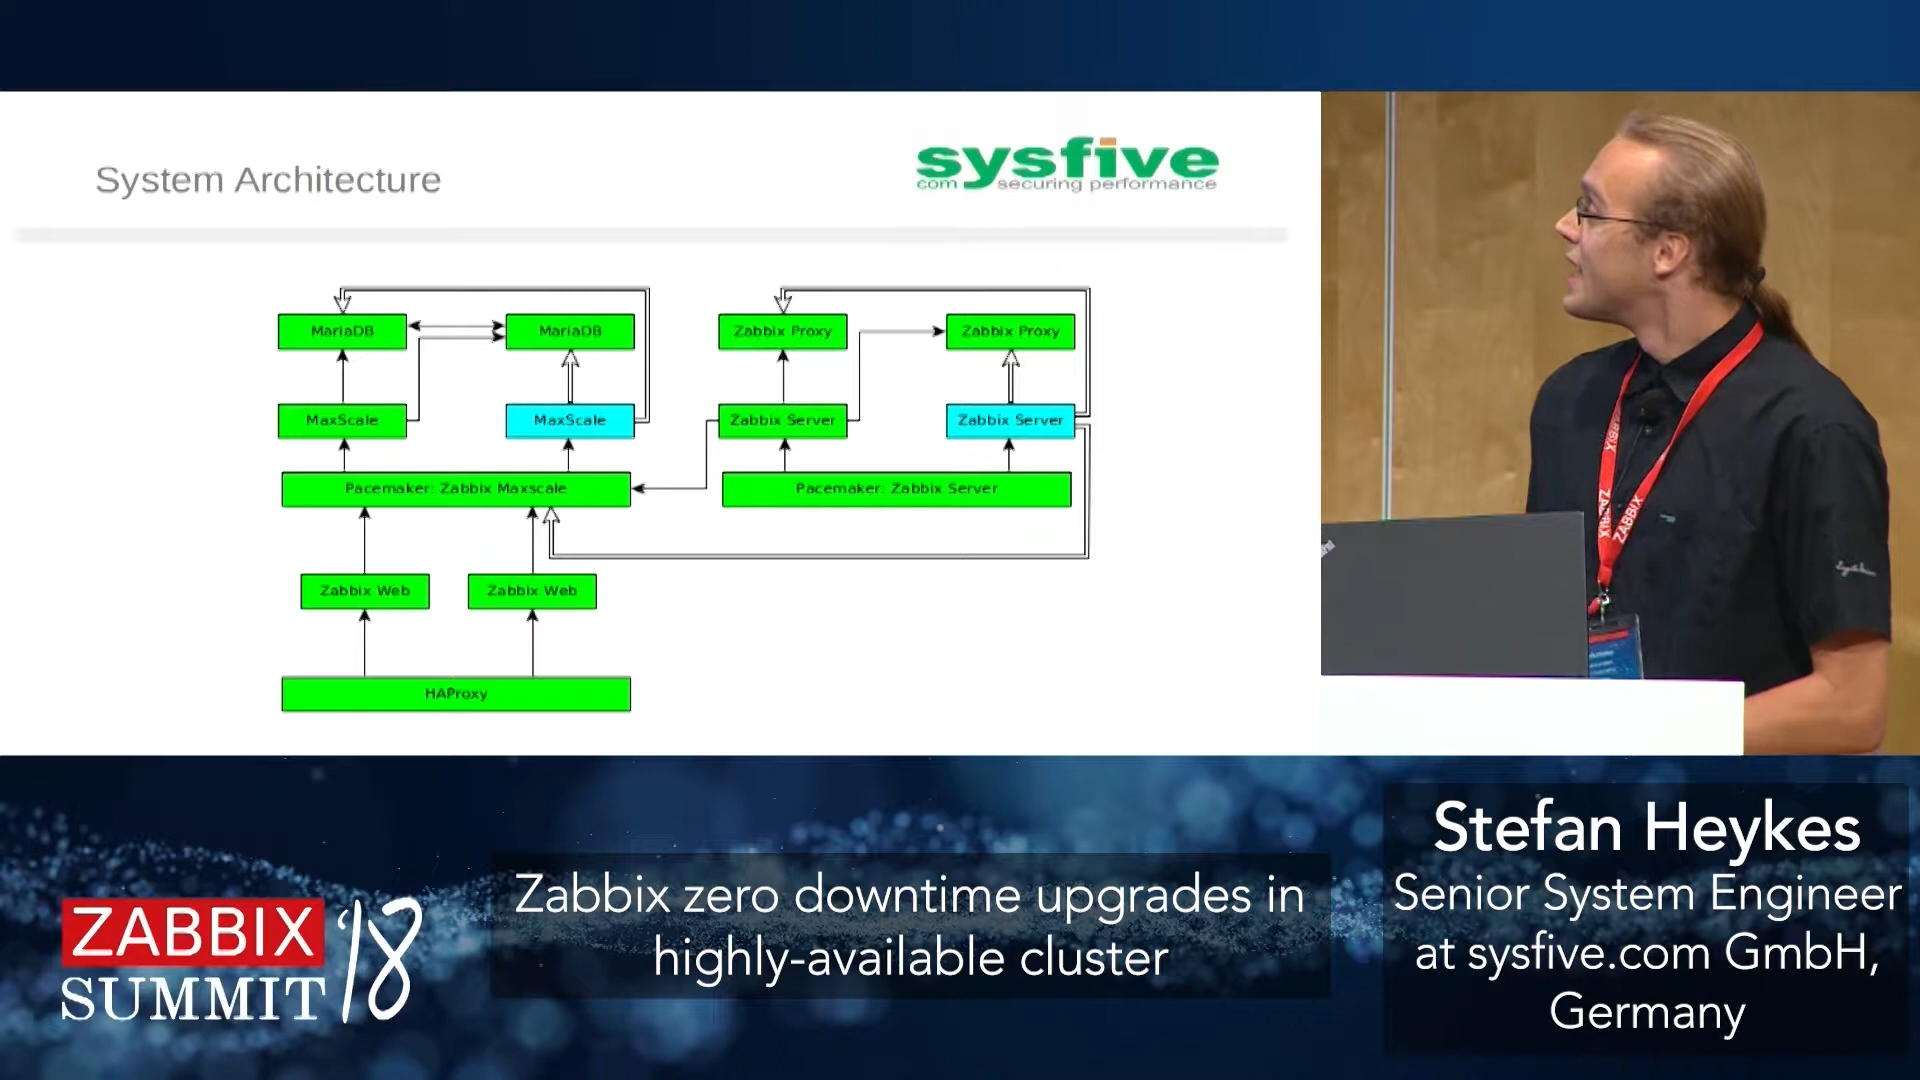 System Architecture
sysfive
com securing performance
MariaDB
MariaDB
Zabbix Proxy
Zabbix Proxy
MaxScale
MaxScale
Zabbix Server
Zabbix Server
Pacemaker: Zabbix Maxscale
Pacemaker: Zabbix Server
Zabbix Web
Zabbix Web
HAProxy
ZABBIX
ZABBIX
ZABBIX
SUMMIT '18
Zabbix zero downtime upgrades in
highly-available cluster
Stefan Heykes
Senior System Engineer
at sysfive.com GmbH,
Germany